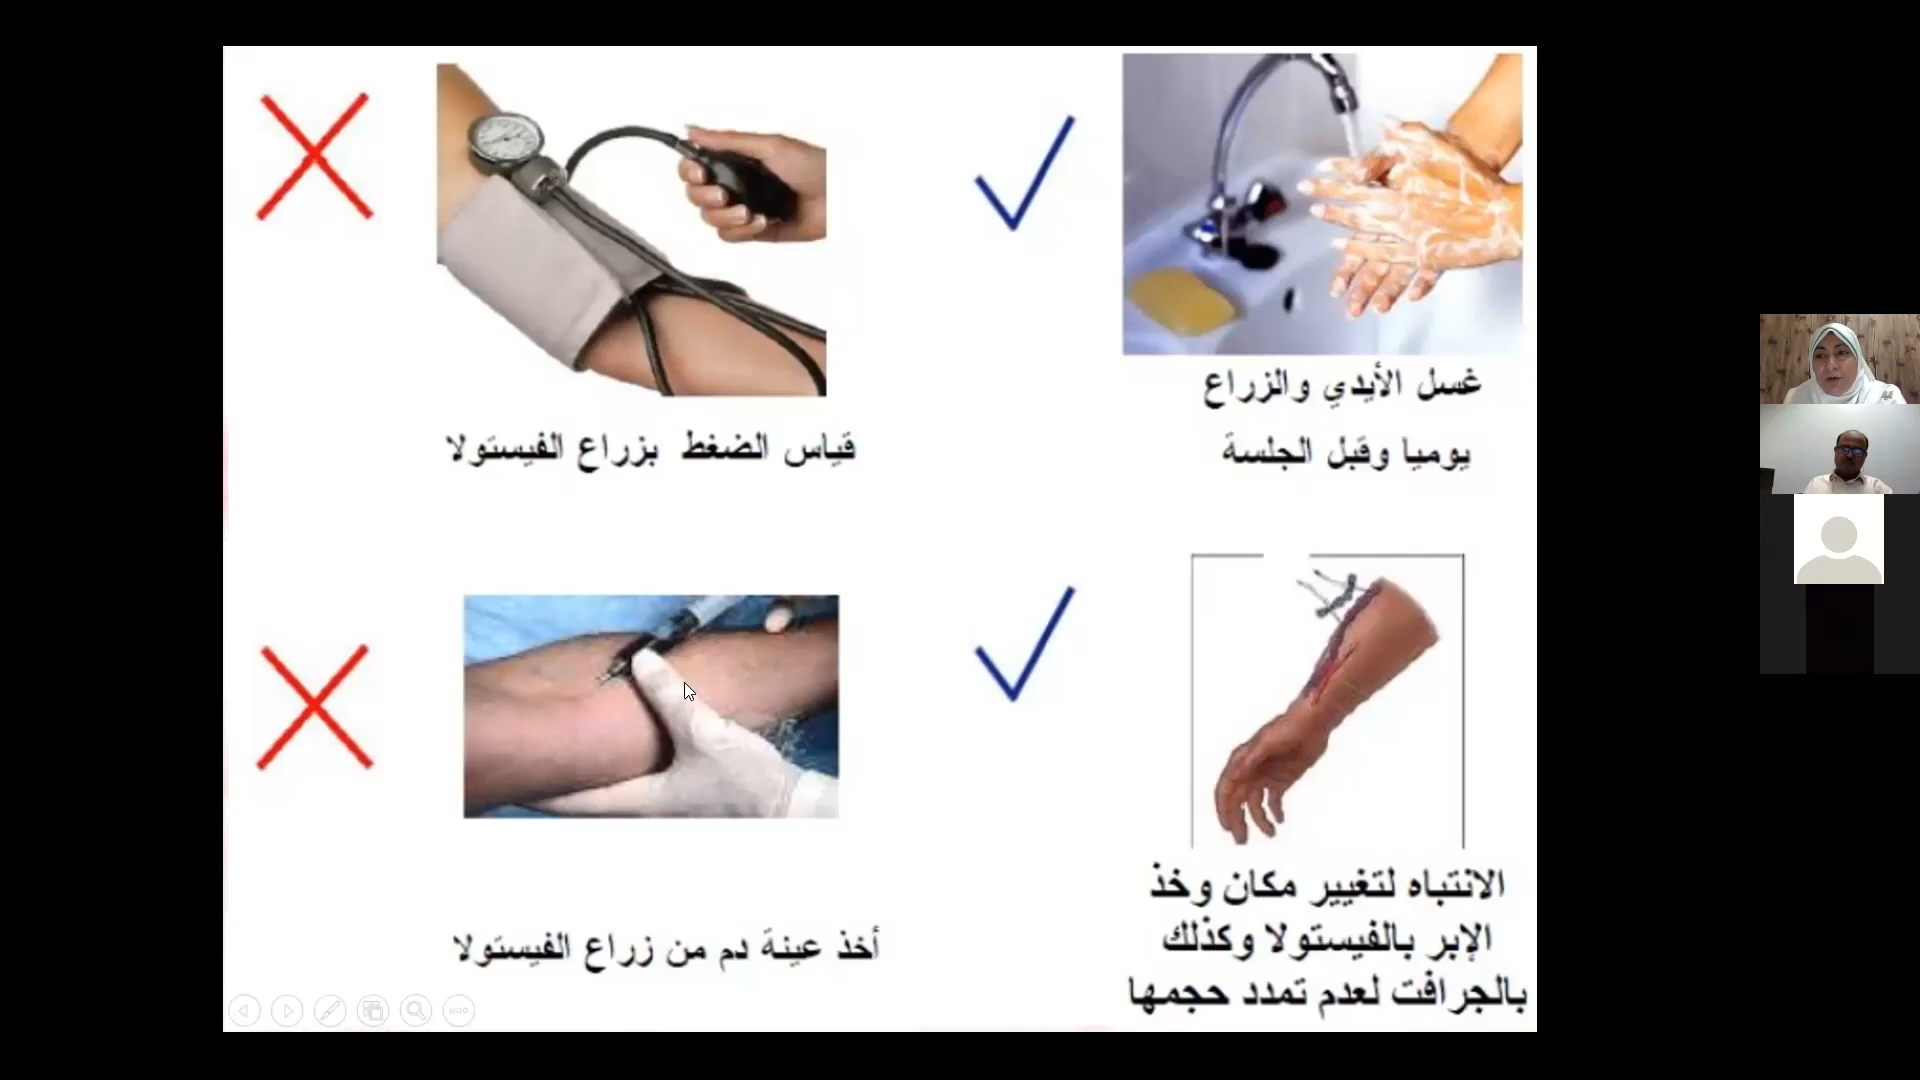 غسل الأيدي والزراع
يوميا وقبل الجلسة
قياس الضغط بزراع الفيستولا
الانتباه لتغيير مكان وخذ
الإبر بالفيستولا وكذلك
بالجرافت لعدم تمدد حجمها
أخذ عينة دم من زراع الفيستولا